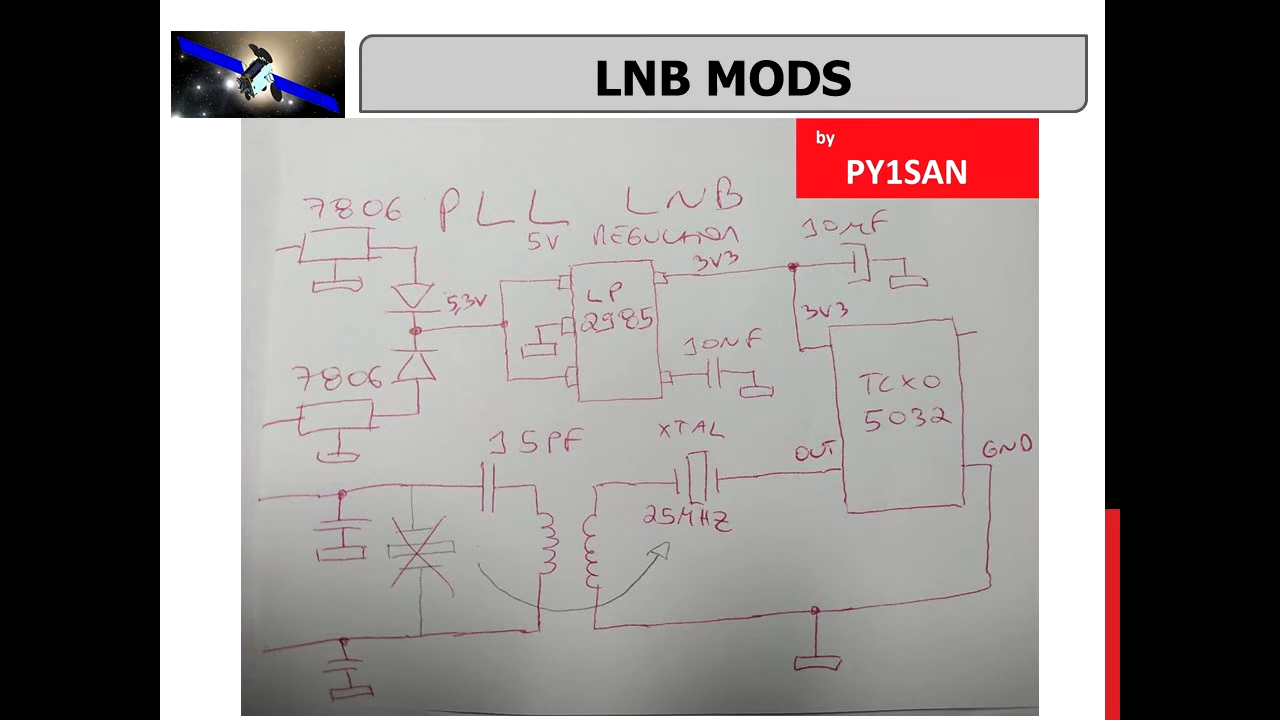 LNB MODS
by
PY1SAN
7806 PLL LNB
5V REGULATOR
3V3
10NF
5,3V
LP
2985
3V3
10NF
7806
TCXO
5032
15PF
XTAL
OUT
GND
25MHZ